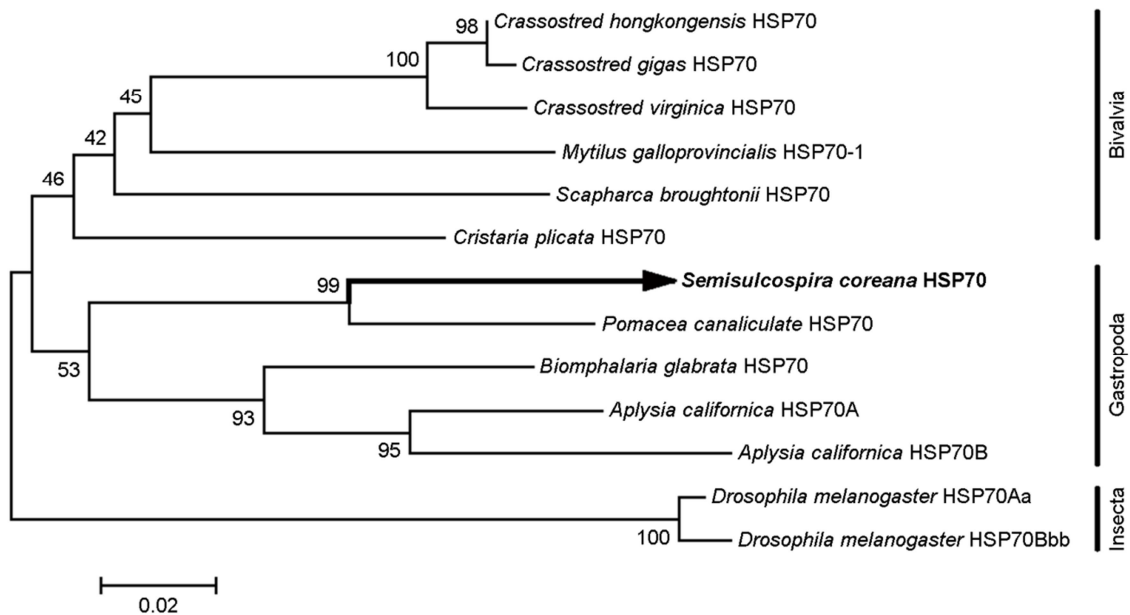 98
Crassostred hongkongensis HSP70
100
Crassostred gigas HSP70
Crassostred virginica HSP70
45
42
Mytilus galloprovincialis HSP70-1
46
Scapharca broughtonii HSP70
Cristaria plicata HSP70
Bivalvia
99
Semisulcospira coreana HSP70
Pomacea canaliculate HSP70
53
Biomphalaria glabrata HSP70
93
Aplysia californica HSP70A
95
Aplysia californica HSP70B
Gastropoda
Drosophila melanogaster HSP70Aa
100
Drosophila melanogaster HSP70Bbb
Insecta
0.02